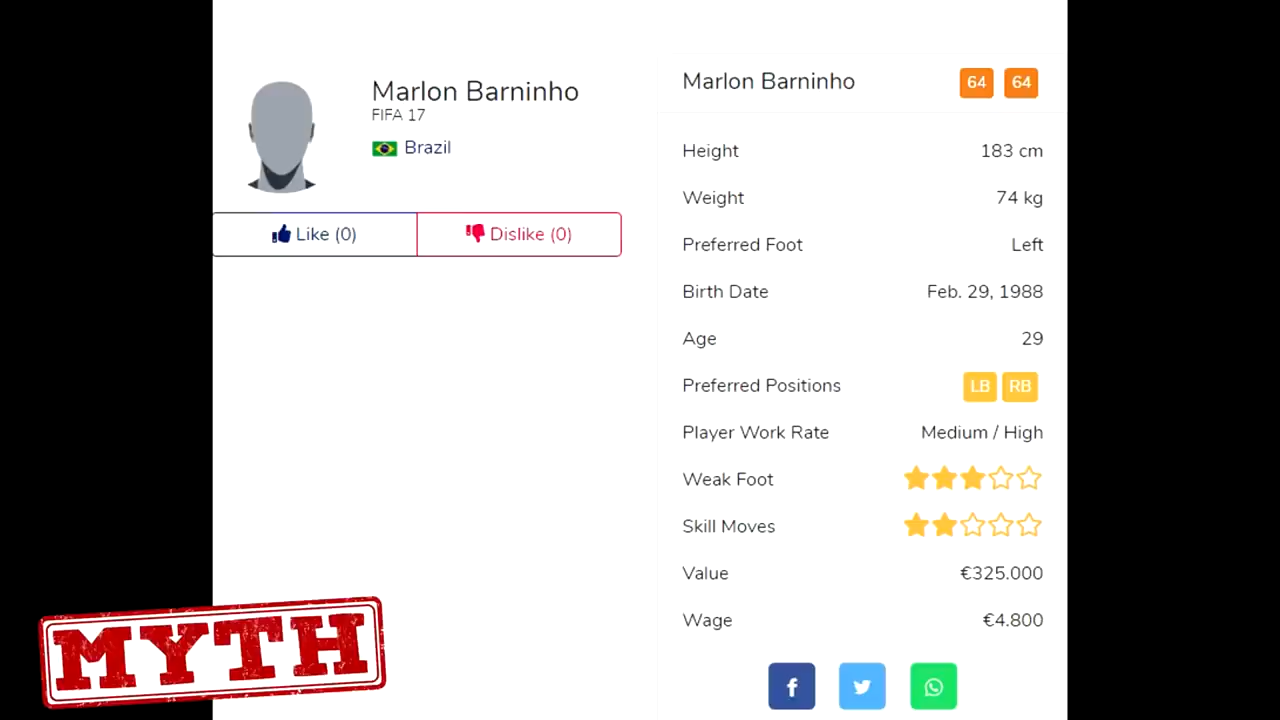 Marlon Barninho
FIFA 17
Brazil
Like (0)
Dislike (0)
Marlon Barninho 64 64
Height 183 cm
Weight 74 kg
Preferred Foot Left
Birth Date Feb. 29, 1988
Age 29
Preferred Positions LB RB
Player Work Rate Medium / High
Weak Foot
Skill Moves
Value €325.000
Wage €4.800
MYTH